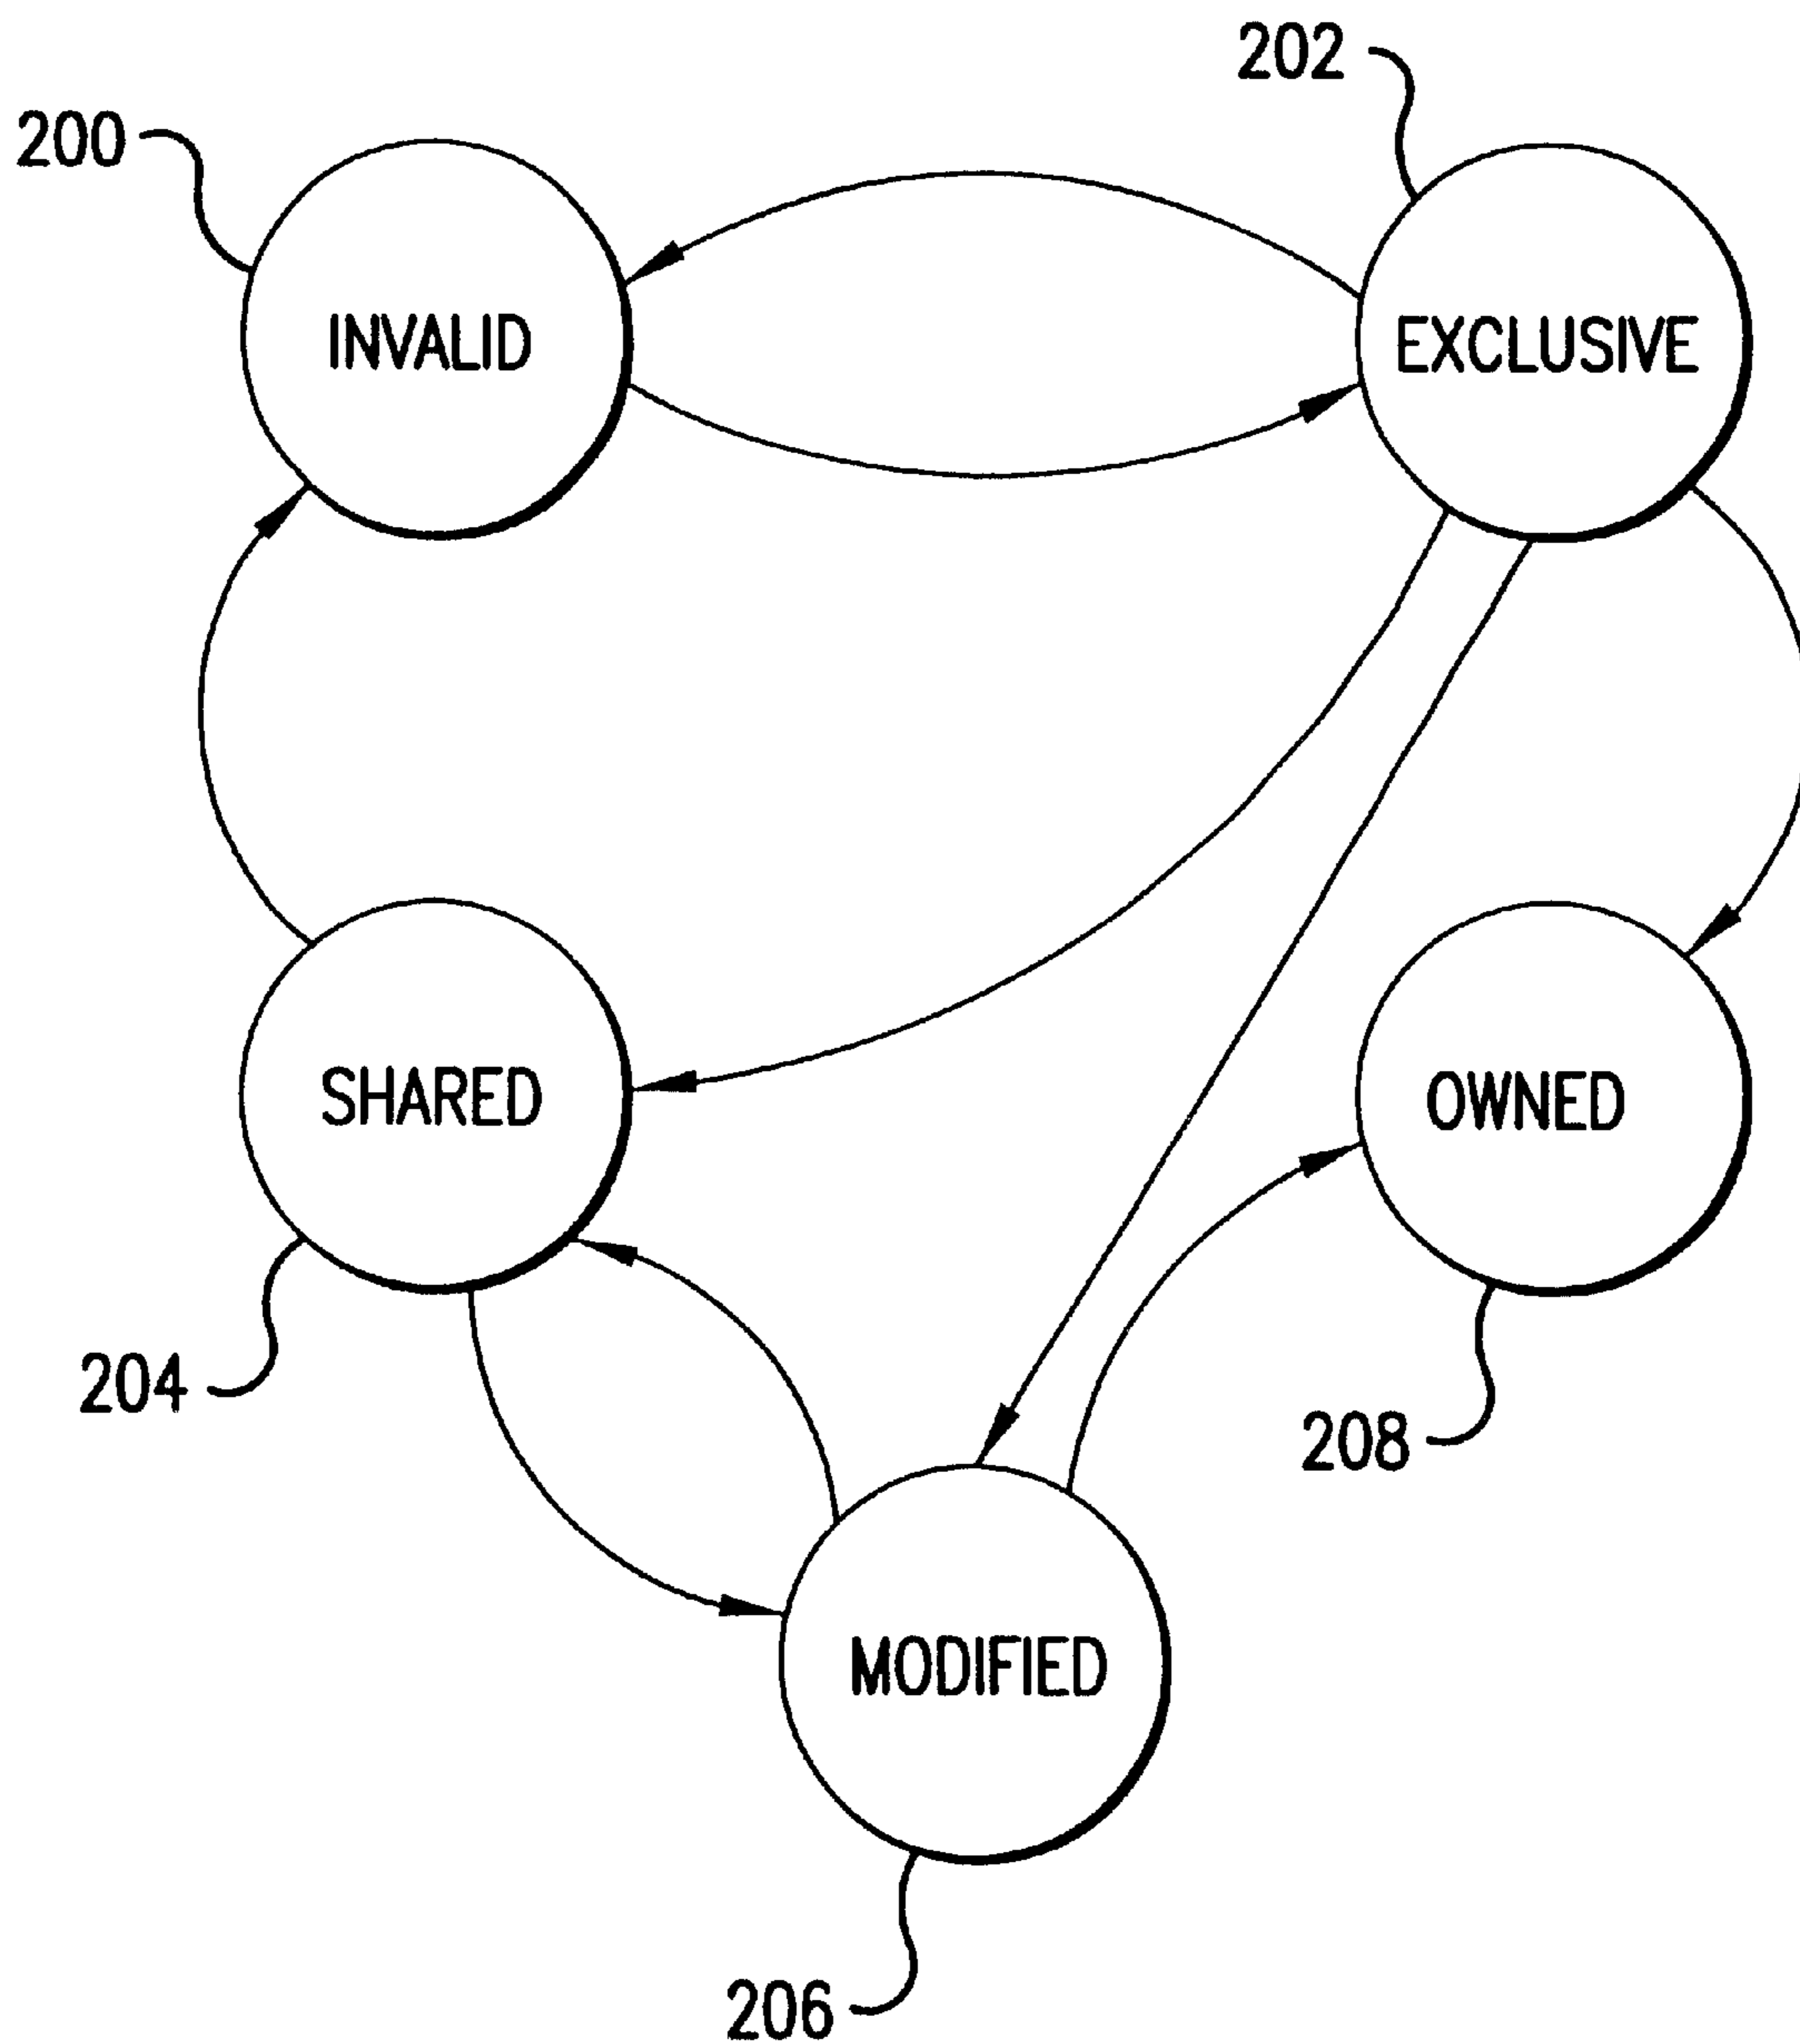 202
200
INVALID
EXCLUSIVE
SHARED
OWNED
204
208
MODIFIED
206